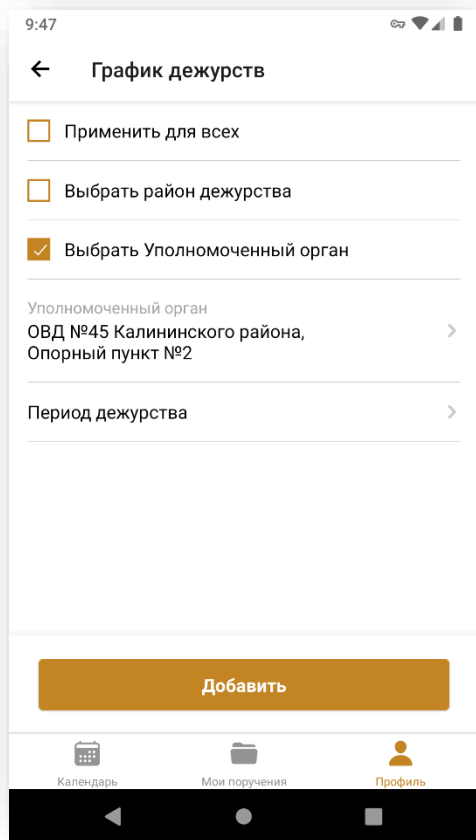 9:47
График дежурств
Применить для всех
Выбрать район дежурства
Выбрать Уполномоченный орган
Уполномоченный орган
ОВД №45 Калининского района,
Опорный пункт №2
Период дежурства
Добавить
Календарь
Мои поручения
Профиль